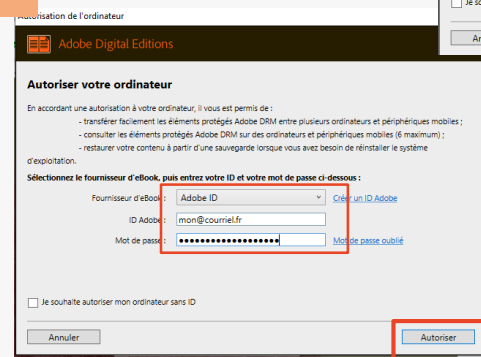 Autorisation de l'ordinateur
Adobe Digital Editions
Autoriser votre ordinateur
En accordant une autorisation à votre ordinateur, il vous est permis de :
- transférer facilement les éléments protégés Adobe DRM entre plusieurs ordinateurs et périphériques mobiles ;
- consulter les éléments protégés Adobe DRM sur des ordinateurs et périphériques mobiles (6 maximum) ;
- restaurer votre contenu à partir d'une sauvegarde lorsque vous avez besoin de réinstaller le système
d'exploitation.
Sélectionnez le fournisseur d'eBook, puis entrez votre ID et votre mot de passe ci-dessous :
Fournisseur d'eBook : Adobe ID Créer un ID Adobe
ID Adobe : mon@courriel.fr
Mot de passe : ••••••••••••••••••• Mot de passe oublié
Je souhaite autoriser mon ordinateur sans ID
Annuler Autoriser